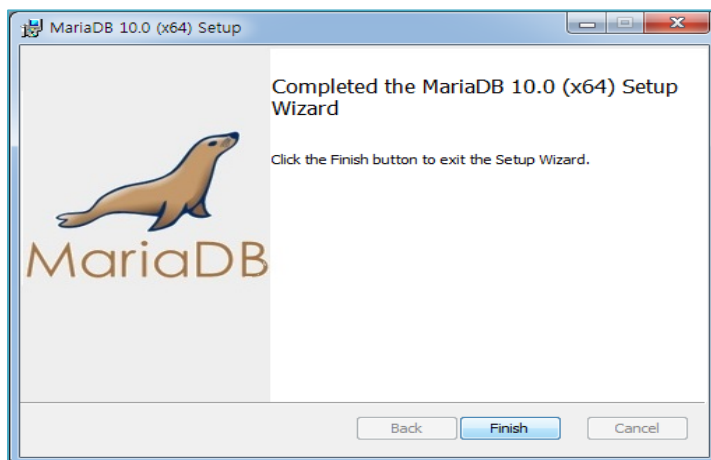 MariaDB 10.0 (x64) Setup
Completed the MariaDB 10.0 (x64) Setup
Wizard
Click the Finish button to exit the Setup Wizard.
MariaDB
Back
Finish
Cancel